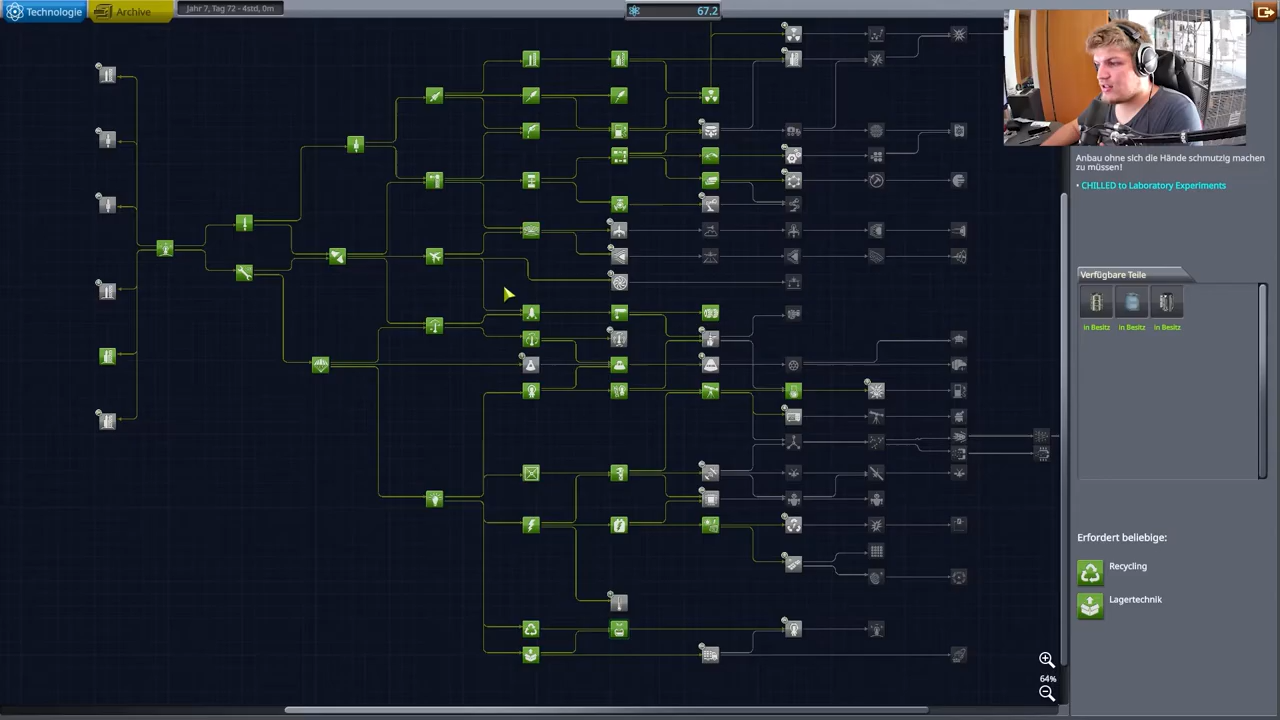 Technologie
Archive
Jahr 7, Tag 72 - 4std, 0m
67.2
Anbau ohne sich die Hände schmutzig machen
zu müssen!
• CHILLED to Laboratory Experiments
Verfügbare Teile
in Besitz
in Besitz
in Besitz
Erfordert beliebige:
Recycling
Lagertechnik
64%